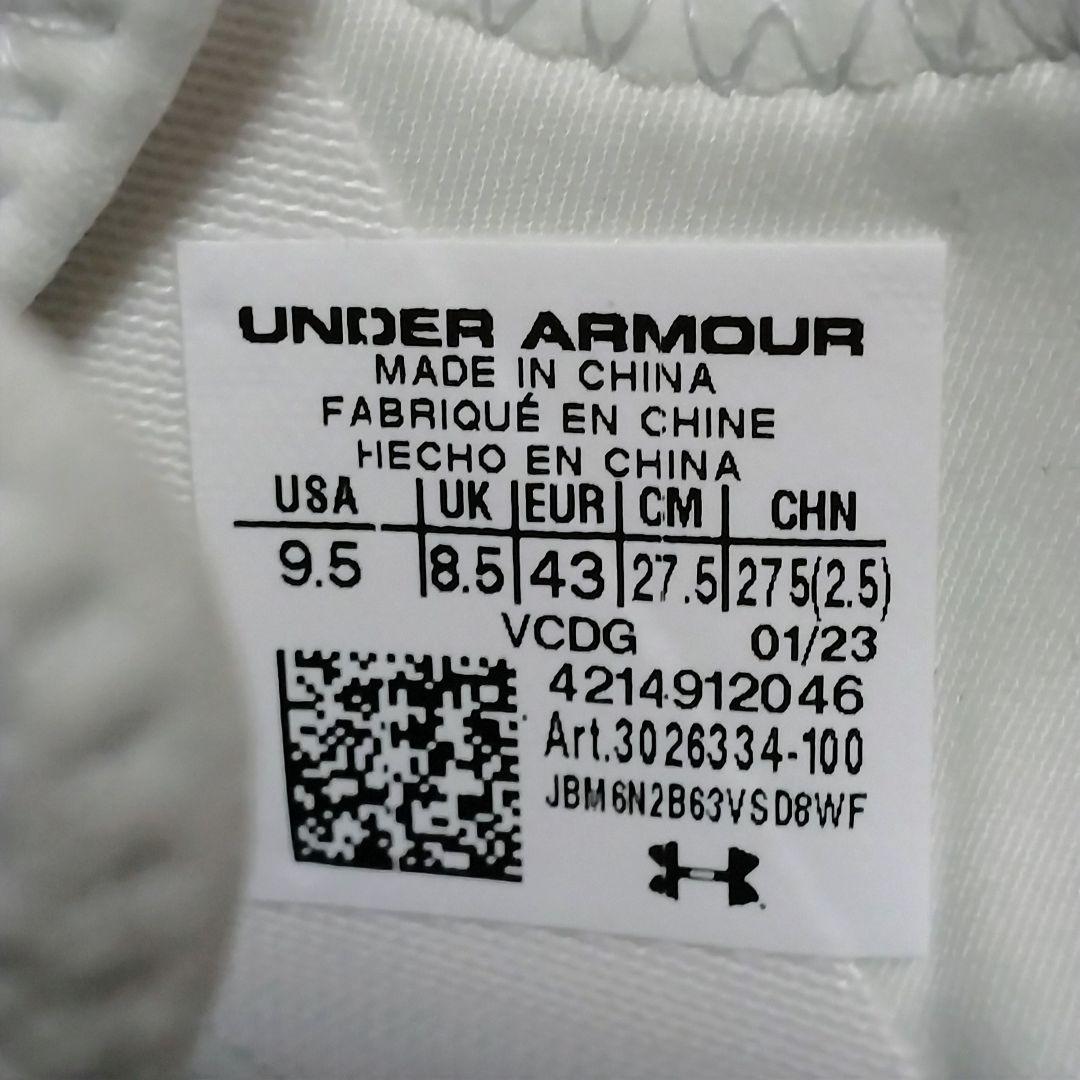 UNDER ARMOUR
MADE IN CHINA
FABRIQUÉ EN CHINE
HECHO EN CHINA
USA UK EUR CM CHN
9.5 8.5 43 27.5 275(2.5)
VCDG 01/23
4214912046
Art.3026334-100
JBM6N2B63VSD8WF